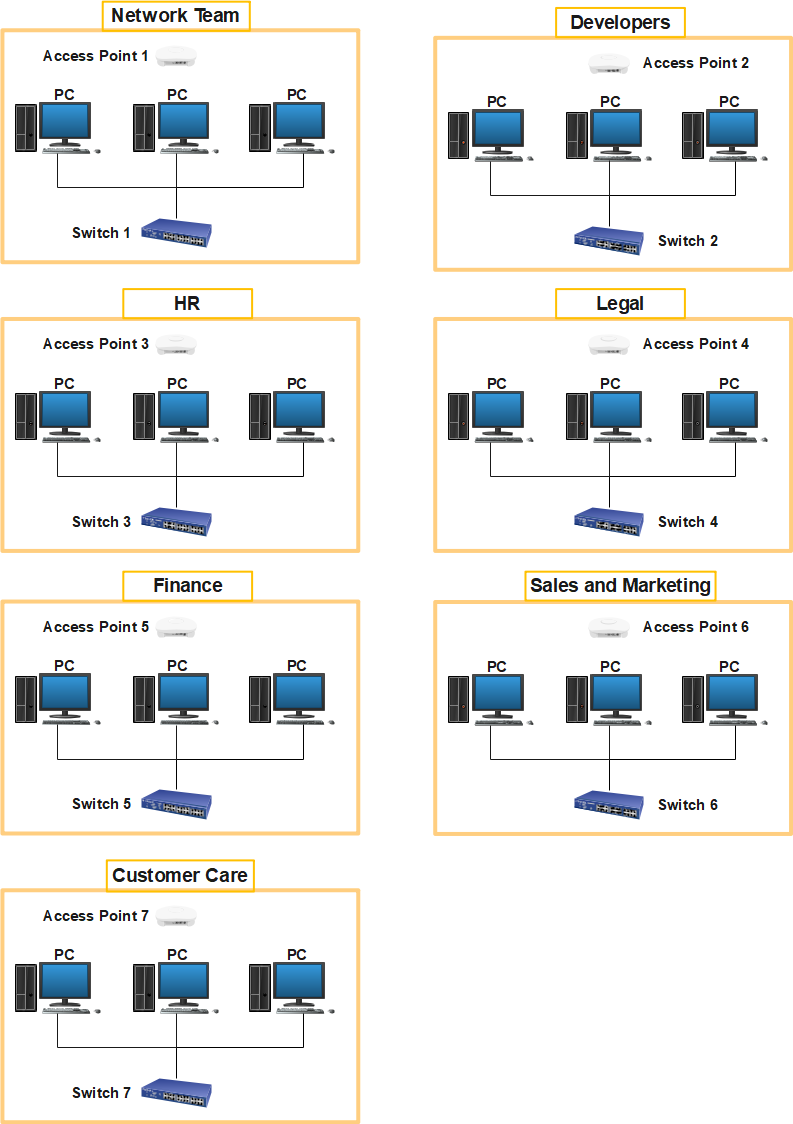 Network Team
Access Point 1
PC PC PC
Switch 1
Developers
Access Point 2
PC PC PC
Switch 2
HR
Access Point 3
PC PC PC
Switch 3
Legal
Access Point 4
PC PC PC
Switch 4
Finance
Access Point 5
PC PC PC
Switch 5
Sales and Marketing
Access Point 6
PC PC PC
Switch 6
Customer Care
Access Point 7
PC PC PC
Switch 7